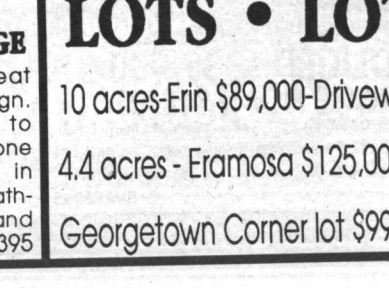 GE
eat
gn.
to
one
in
ath-
and
395
LOTS • LOT
10 acres-Erin $89,000-Drivew
4.4 acres - Eramosa $125,00
Georgetown Corner lot $99